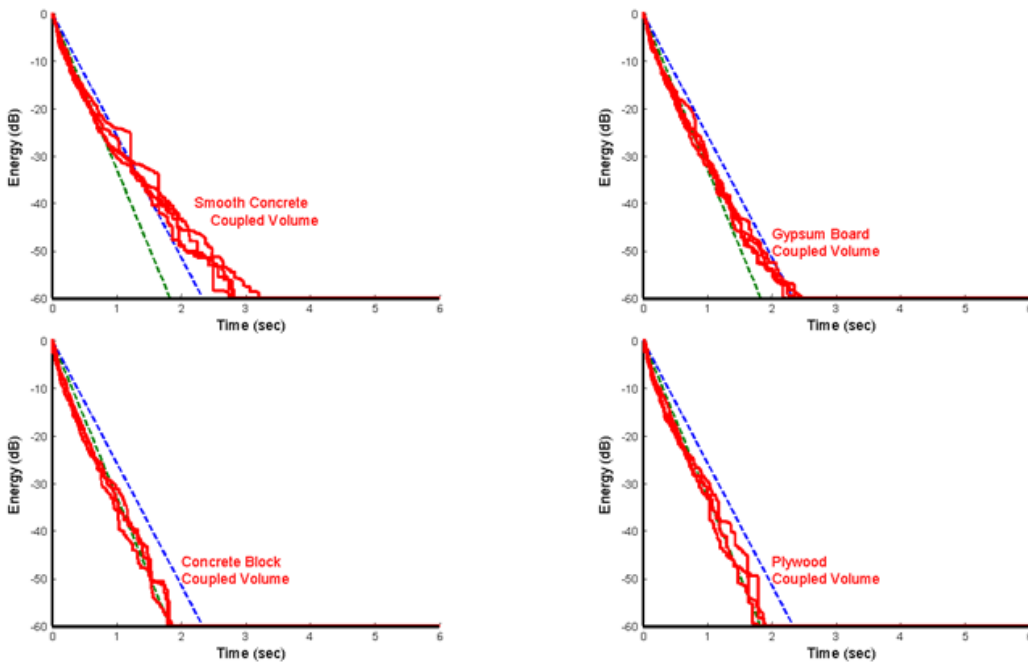 0
-10
-20
-30
-40
-50
-60
Energy (dB)
Smooth Concrete
Coupled Volume
0 1 2 3 4 5 6
Time (sec)
0
-10
-20
-30
-40
-50
-60
Energy (dB)
Gypsum Board
Coupled Volume
0 1 2 3 4 5 6
Time (sec)
0
-10
-20
-30
-40
-50
-60
Energy (dB)
Concrete Block
Coupled Volume
0 1 2 3 4 5 6
Time (sec)
0
-10
-20
-30
-40
-50
-60
Energy (dB)
Plywood
Coupled Volume
0 1 2 3 4 5 6
Time (sec)